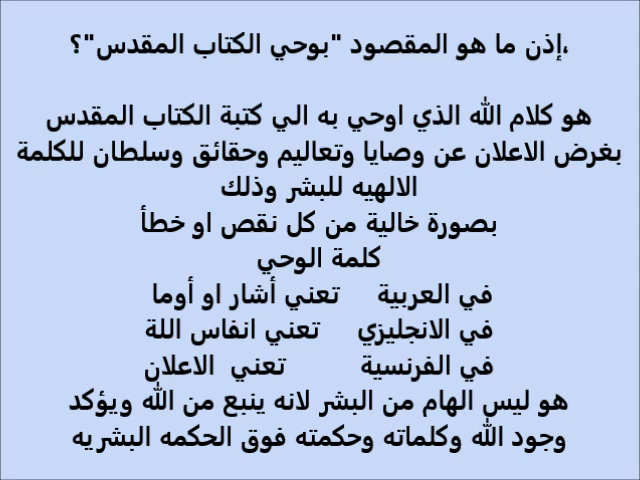 إذن ما هو المقصود "بوحي الكتاب المقدس"؟،
هو كلام الله الذي اوحي به الي كتبة الكتاب المقدس
بغرض الاعلان عن وصايا وتعاليم وحقائق وسلطان للكلمة
الالهيه للبشر وذلك
بصورة خالية من كل نقص او خطأ
كلمة الوحي
في العربية تعني أشار او أوما
في الانجليزي تعني انفاس اللة
في الفرنسية تعني الاعلان
هو ليس الهام من البشر لانه ينبع من الله ويؤكد
وجود الله وكلماته وحكمته فوق الحكمه البشريه